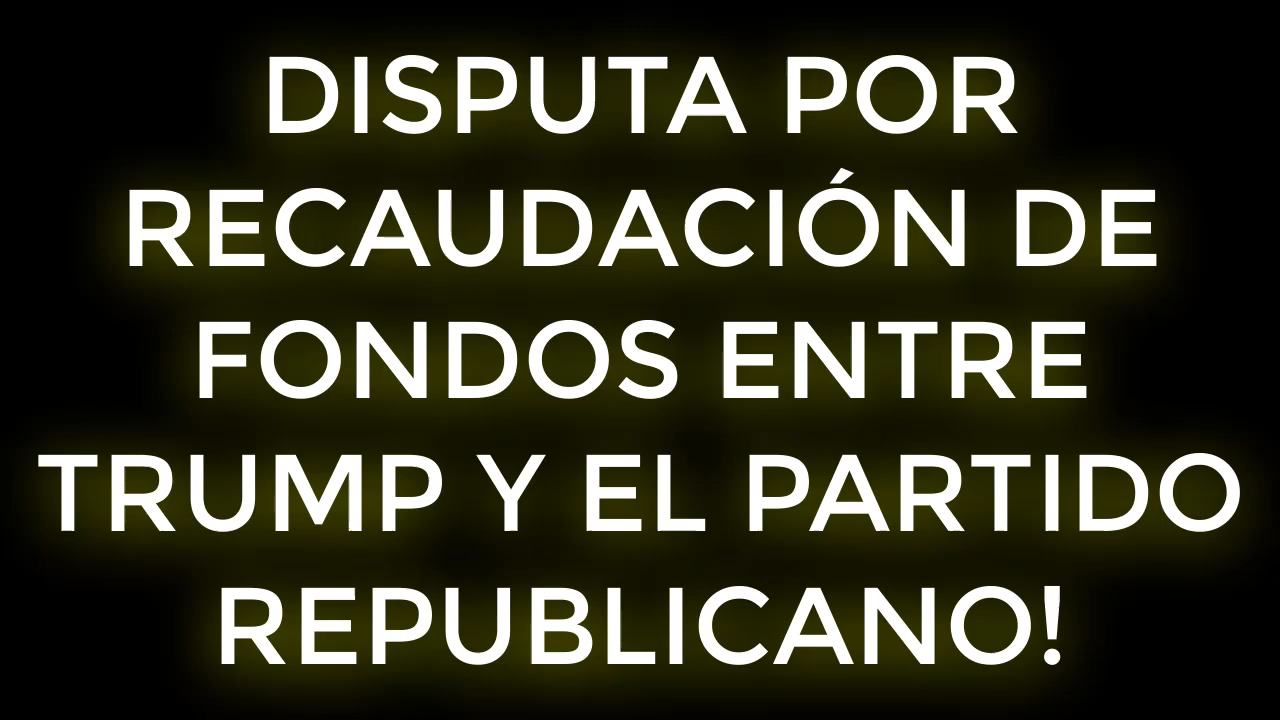 DISPUTA POR
RECAUDACIÓN DE
FONDOS ENTRE
TRUMP Y EL PARTIDO
REPUBLICANO!